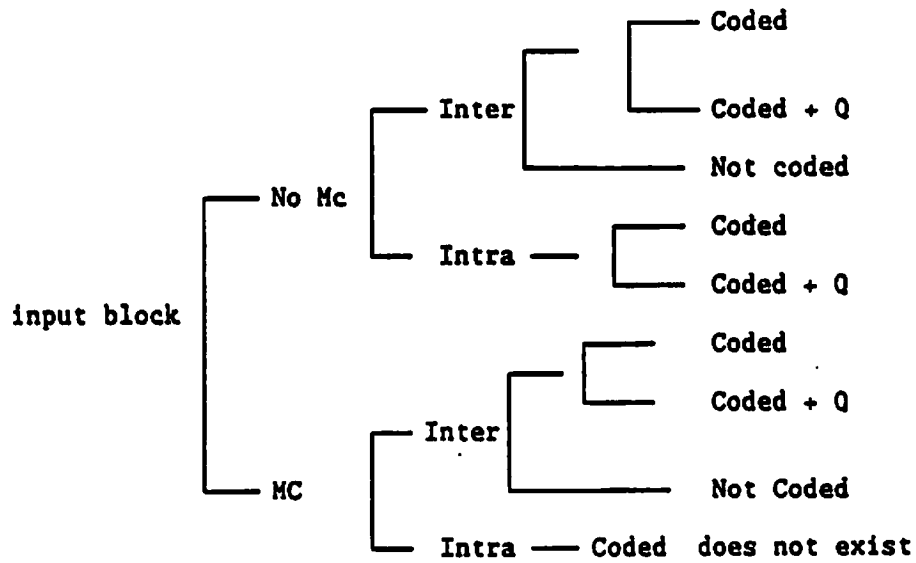 Coded
Inter
Coded + Q
Not coded
No Mc
Coded
Intra
Coded + Q
input block
Coded
Coded + Q
Inter
MC
Not Coded
Intra
Coded does not exist